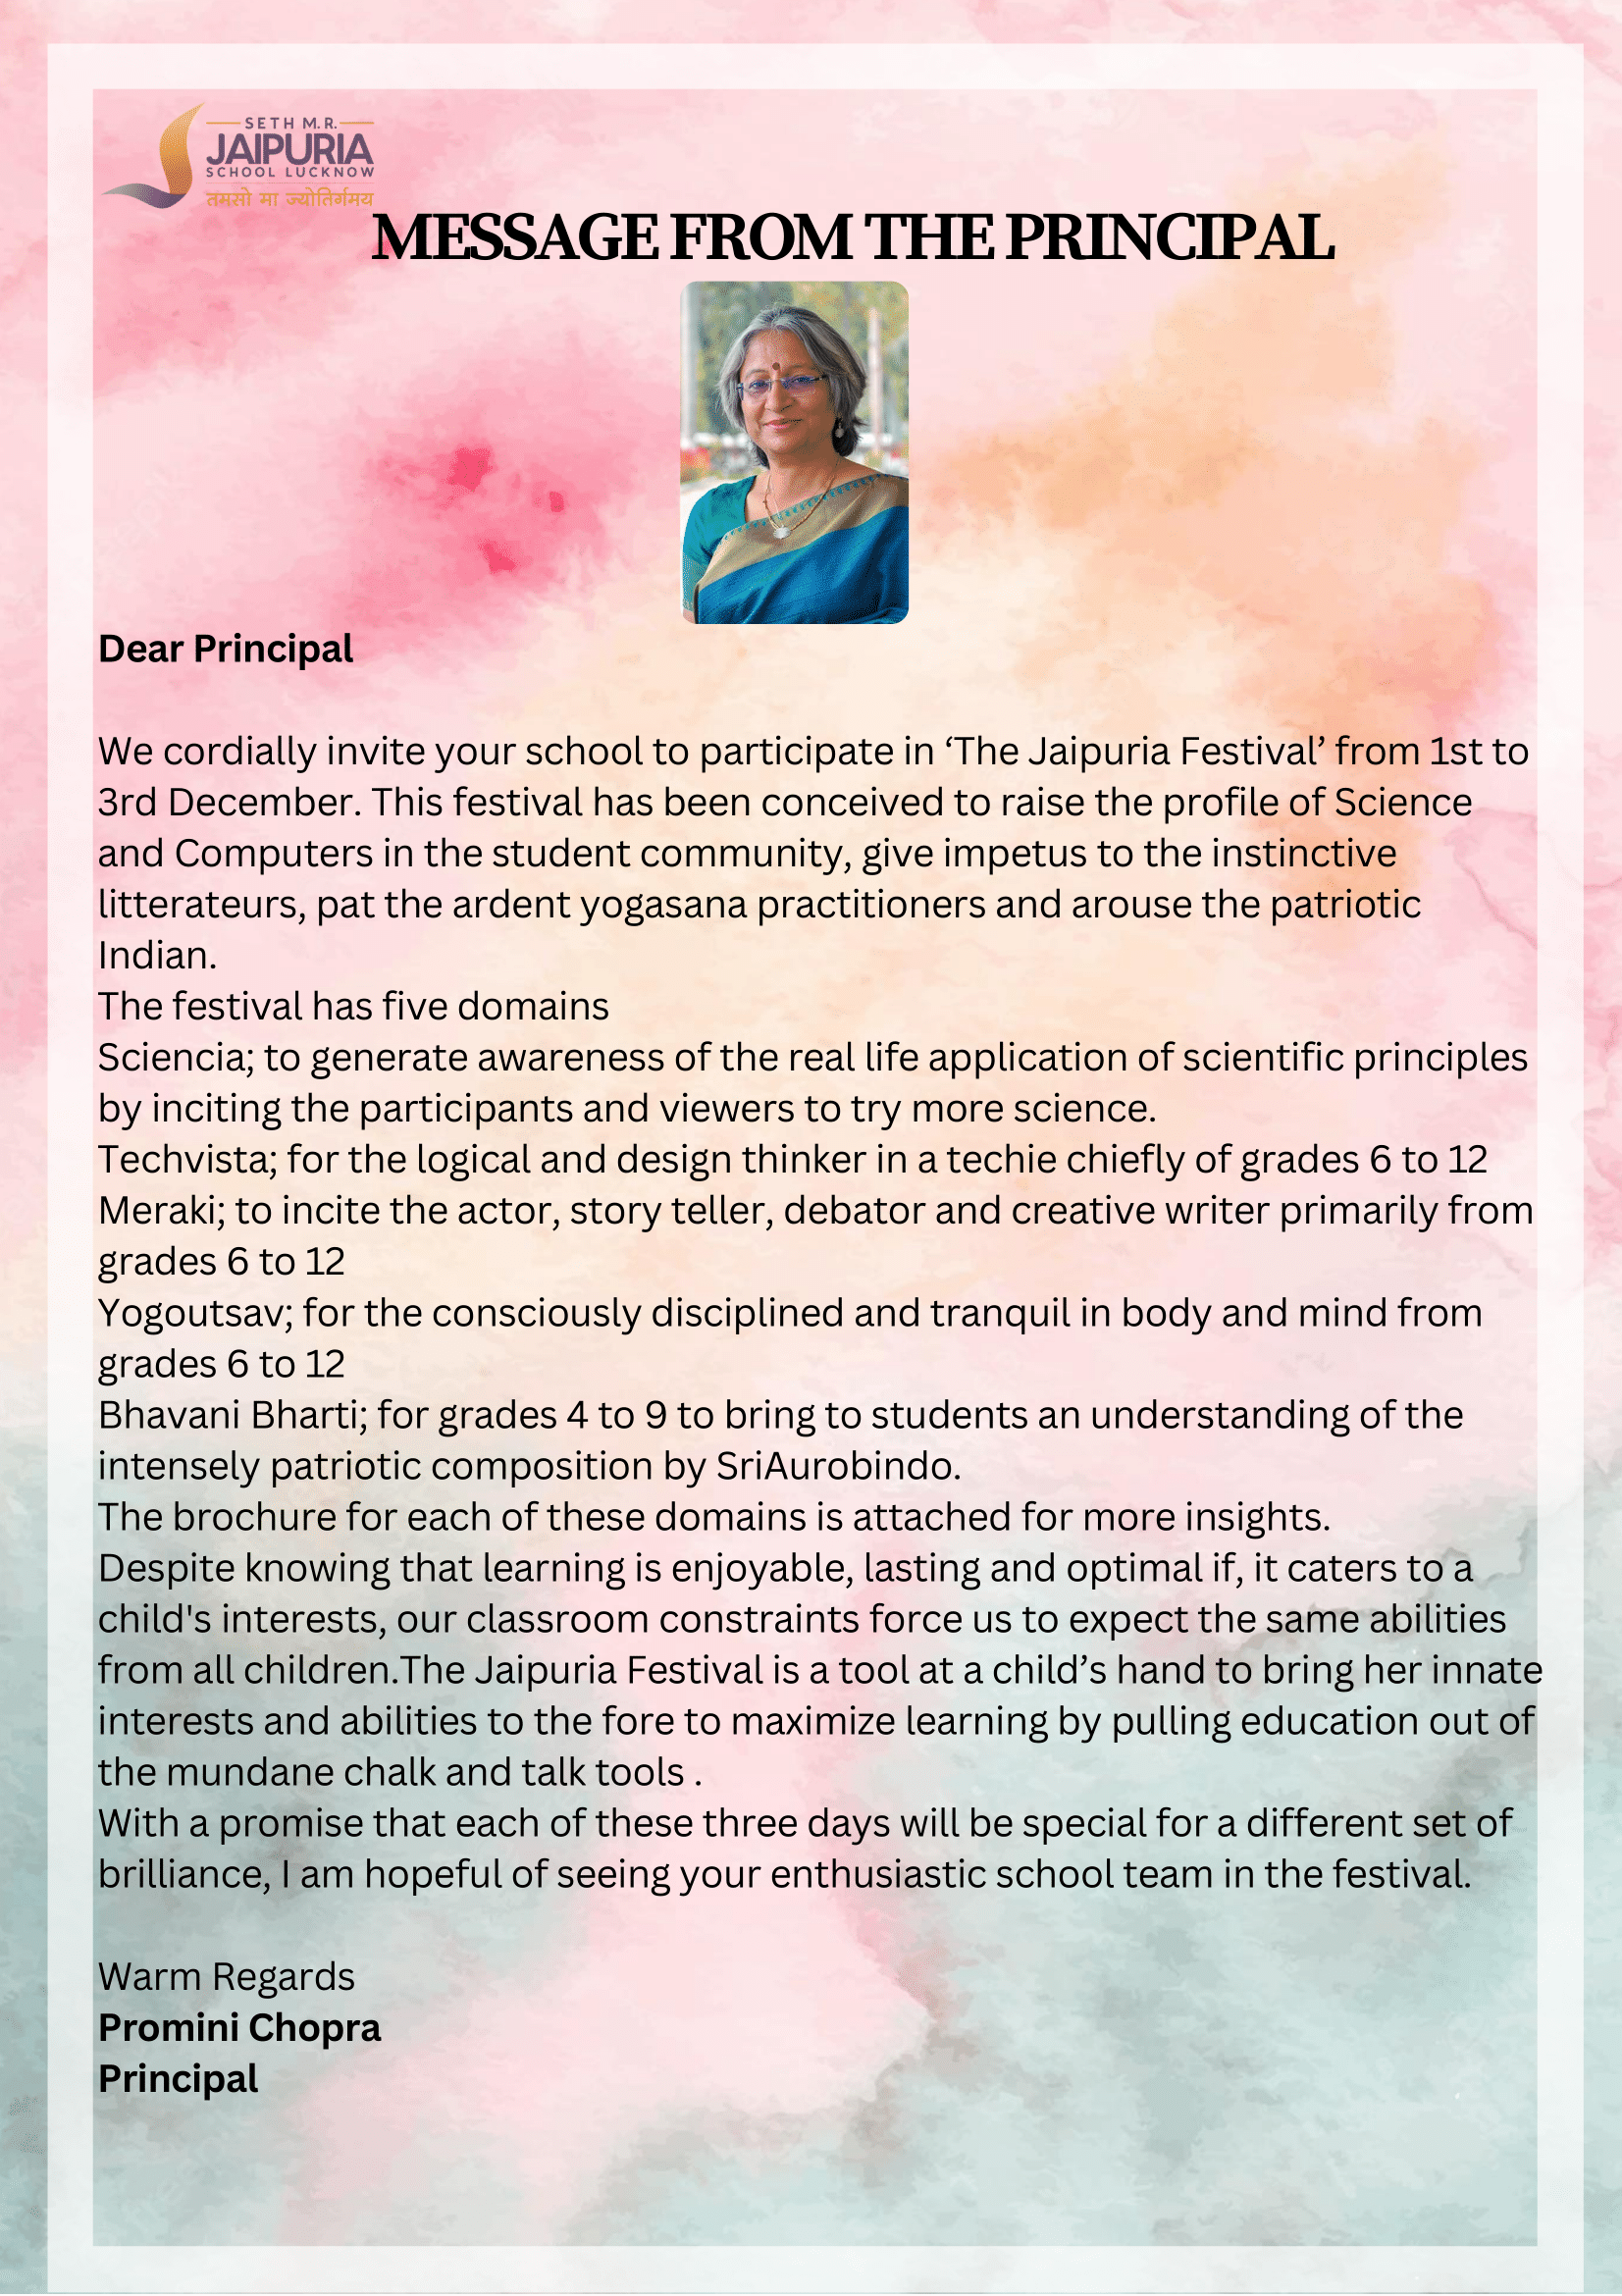 SETH M.R.
JAIPURIA
SCHOOL LUCKNOW
तमसो मा ज्योतिर्गमय
MESSAGE FROM THE PRINCIPAL
Dear Principal
We cordially invite your school to participate in ‘The Jaipuria Festival’ from 1st to
3rd December. This festival has been conceived to raise the profile of Science
and Computers in the student community, give impetus to the instinctive
litterateurs, pat the ardent yogasana practitioners and arouse the patriotic
Indian.
The festival has five domains
Sciencia; to generate awareness of the real life application of scientific principles
by inciting the participants and viewers to try more science.
Techvista; for the logical and design thinker in a techie chiefly of grades 6 to 12
Meraki; to incite the actor, story teller, debator and creative writer primarily from
grades 6 to 12
Yogoutsav; for the consciously disciplined and tranquil in body and mind from
grades 6 to 12
Bhavani Bharti; for grades 4 to 9 to bring to students an understanding of the
intensely patriotic composition by SriAurobindo.
The brochure for each of these domains is attached for more insights.
Despite knowing that learning is enjoyable, lasting and optimal if, it caters to a
child's interests, our classroom constraints force us to expect the same abilities
from all children.The Jaipuria Festival is a tool at a child’s hand to bring her innate
interests and abilities to the fore to maximize learning by pulling education out of
the mundane chalk and talk tools .
With a promise that each of these three days will be special for a different set of
brilliance, I am hopeful of seeing your enthusiastic school team in the festival.
Warm Regards
Promini Chopra
Principal